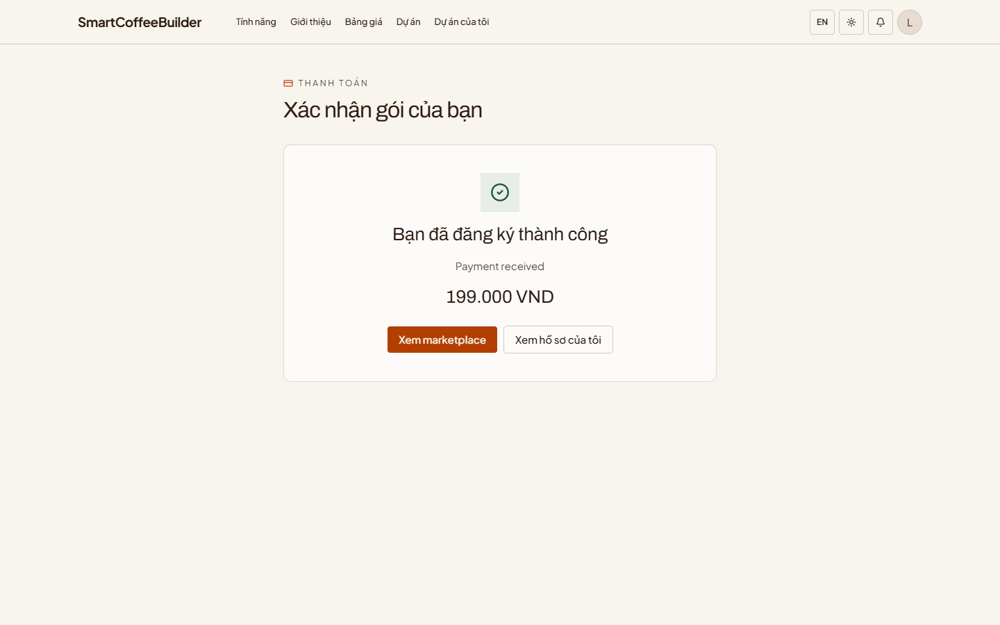 SmartCoffeeBuilder
Tính năng Giới thiệu Bảng giá Dự án Dự án của tôi
EN
L
THANH TOÁN
Xác nhận gói của bạn
Bạn đã đăng ký thành công
Payment received
199.000 VND
Xem marketplace
Xem hồ sơ của tôi